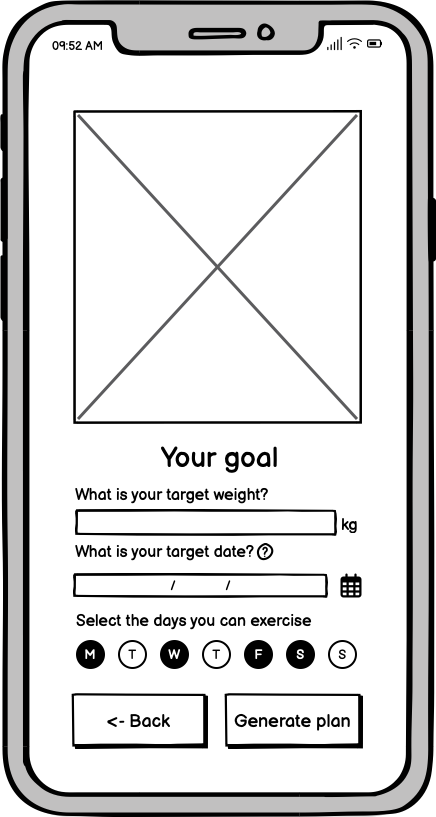 09:52 AM
Your goal
What is your target weight?
kg
What is your target date? ?
/ /
Select the days you can exercise
M T W T F S S
<- Back Generate plan